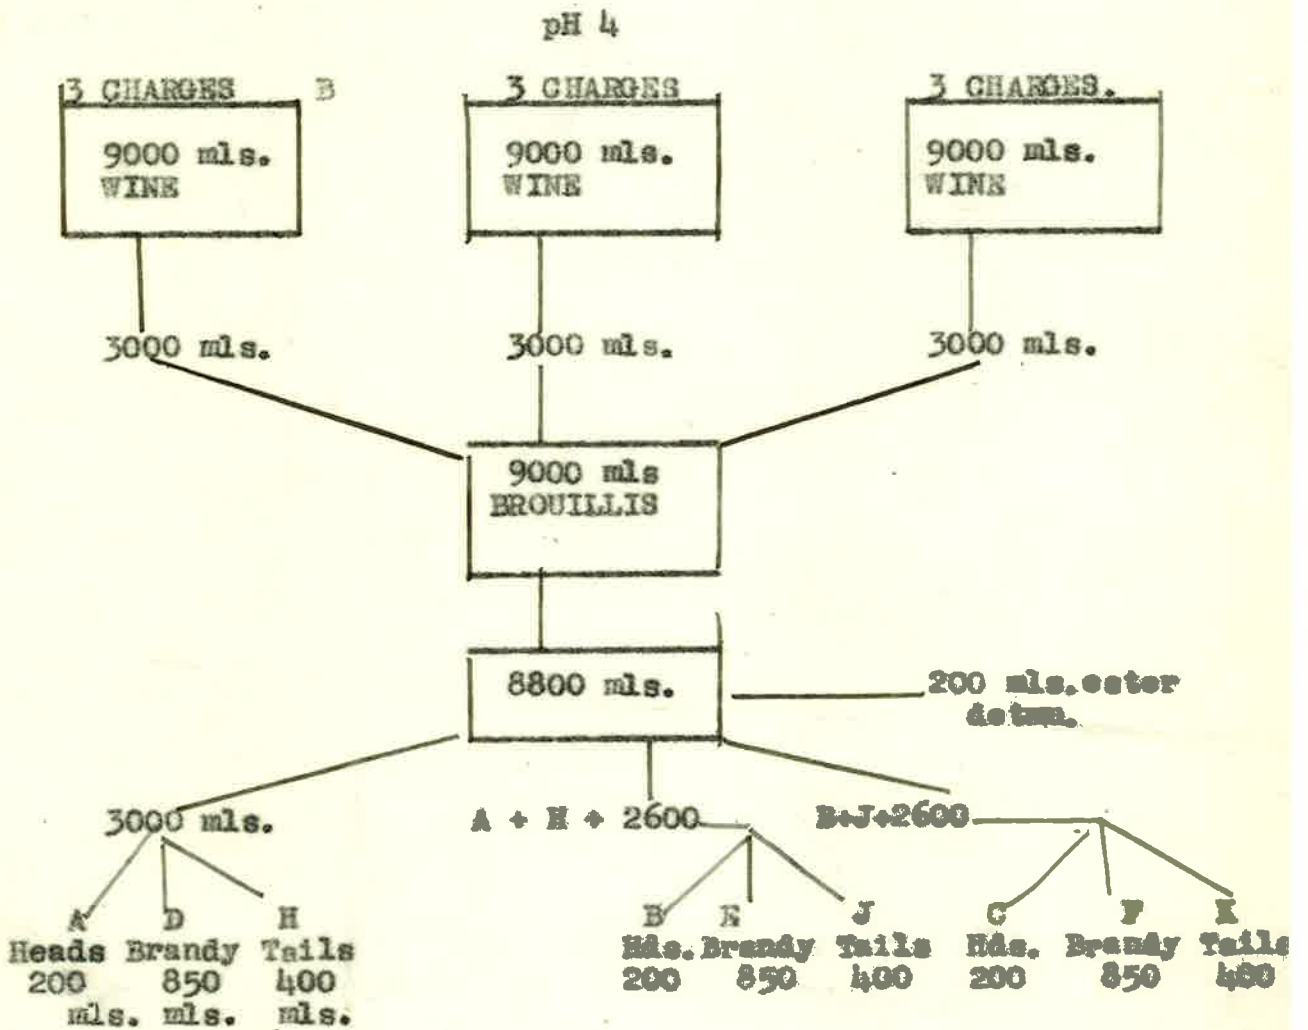 pH 4
3 CHARGES B 3 CHARGES 3 CHARGES.
9000 mls. 9000 mls. 9000 mls.
WINE WINE WINE
3000 mls. 3000 mls. 3000 mls.
9000 mls
BROUILLIS
8800 mls. 200 mls.ester
detmn.
3000 mls. A + H + 2600 B+J+2600
A D H B E J C F K
Heads Brandy Tails Hds. Brandy Tails Hds. Brandy Tails
200 850 400 200 850 400 200 850 400
mls. mls. mls.